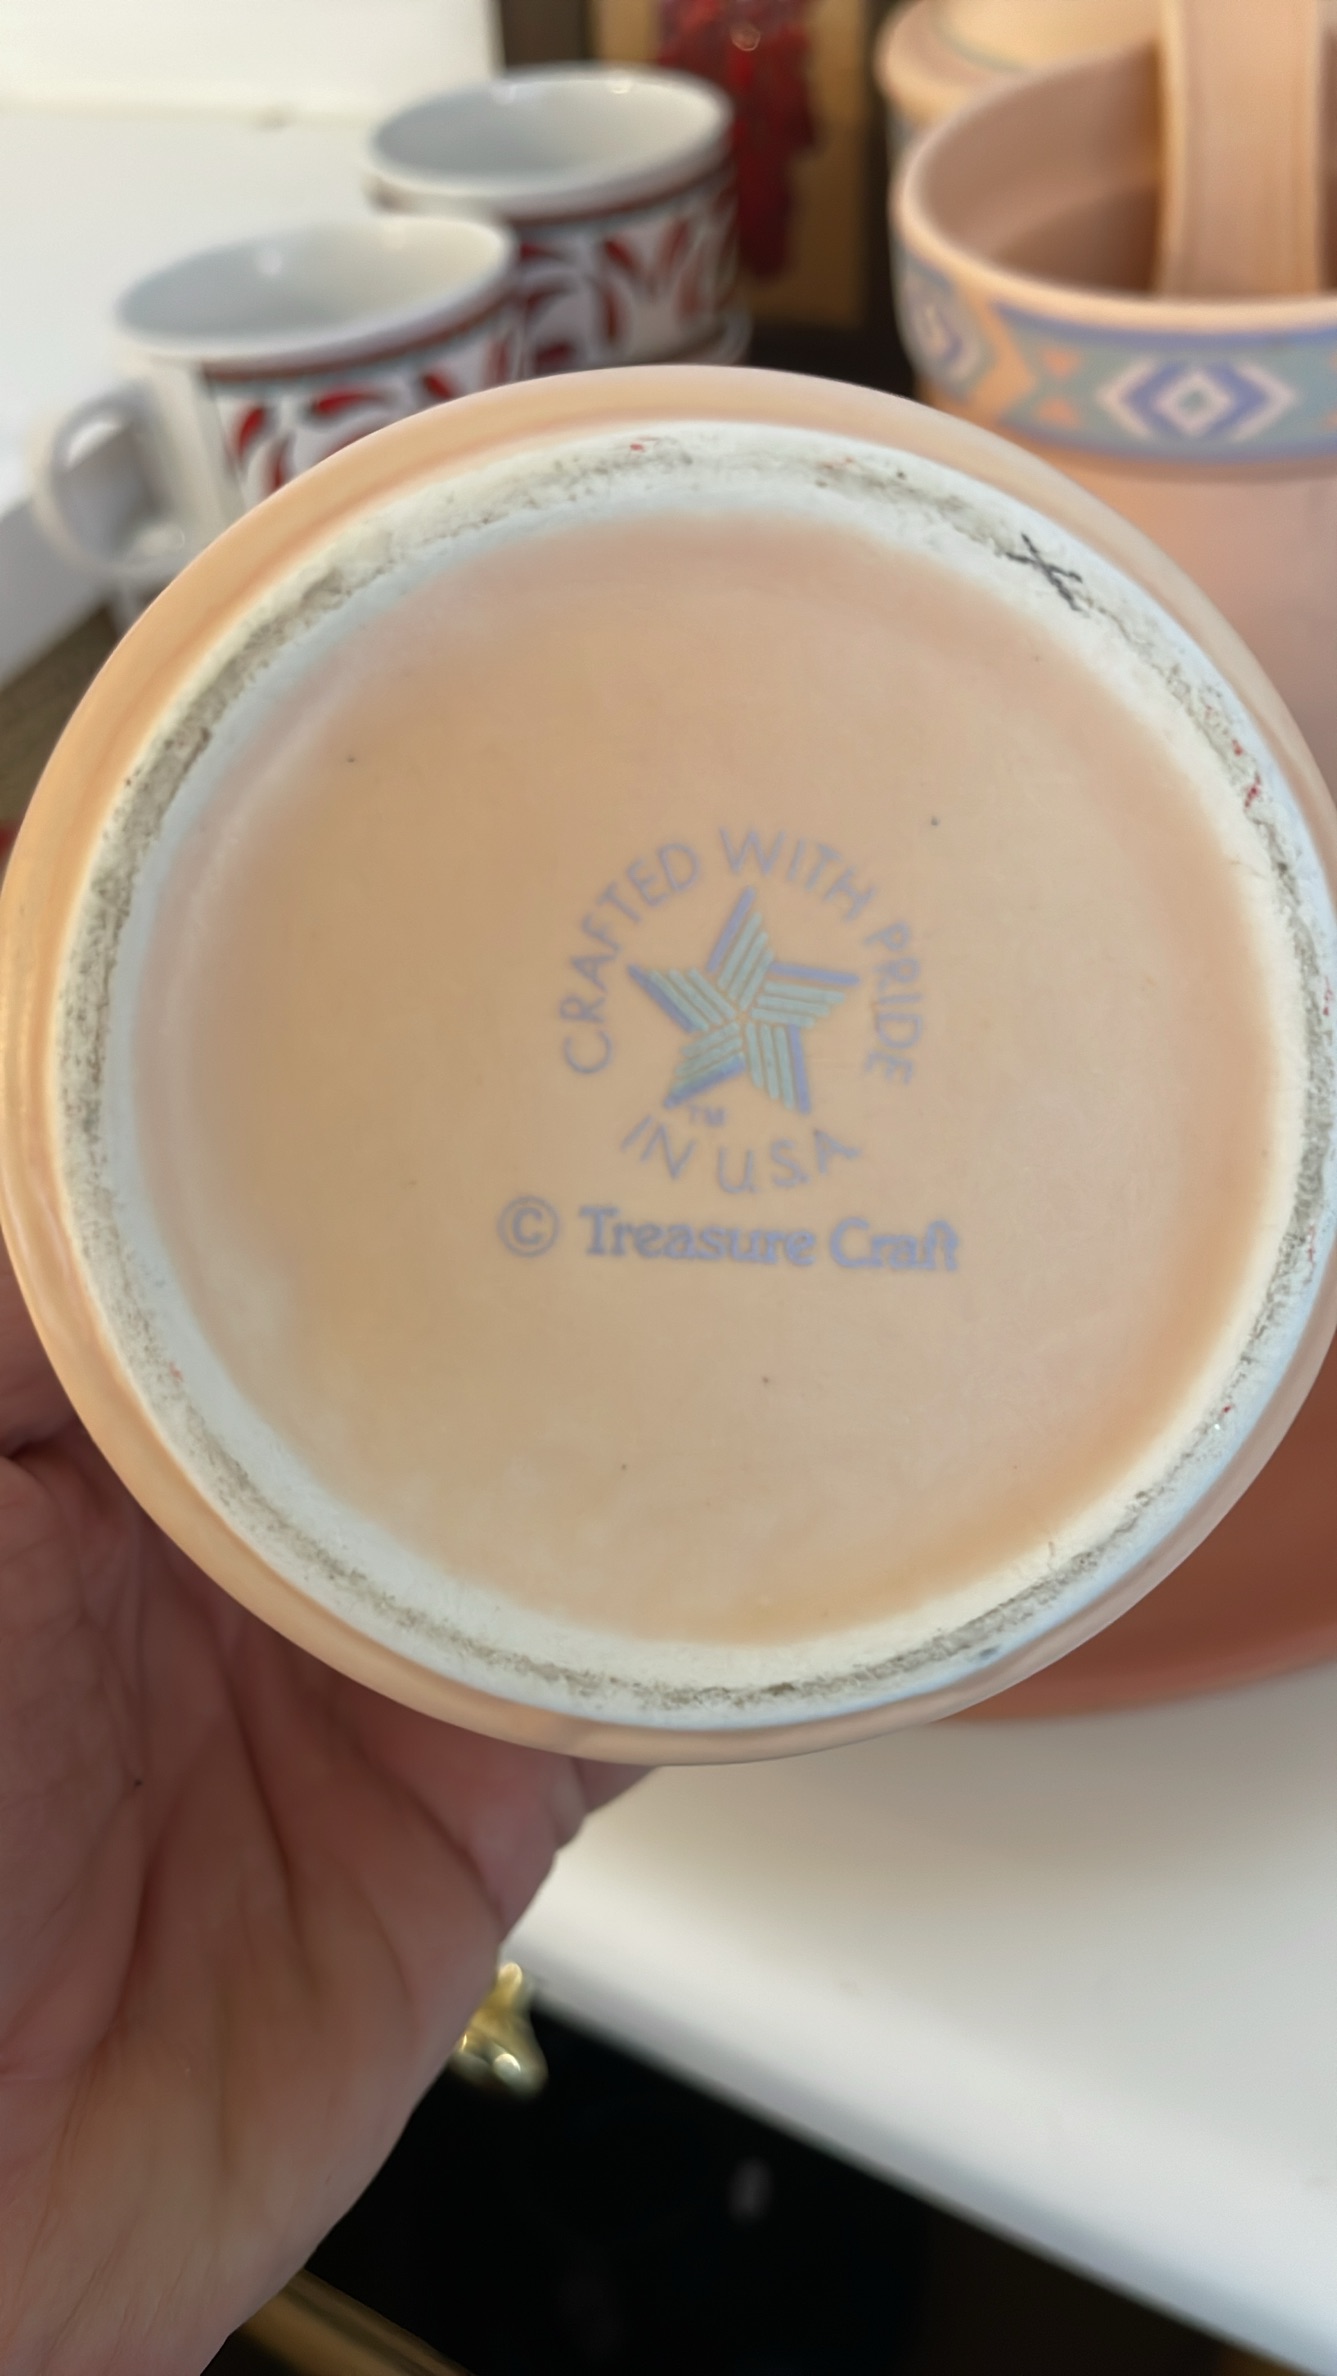 CRAFTED WITH PRIDE
TM
IN U.S.A
© Treasure Craft